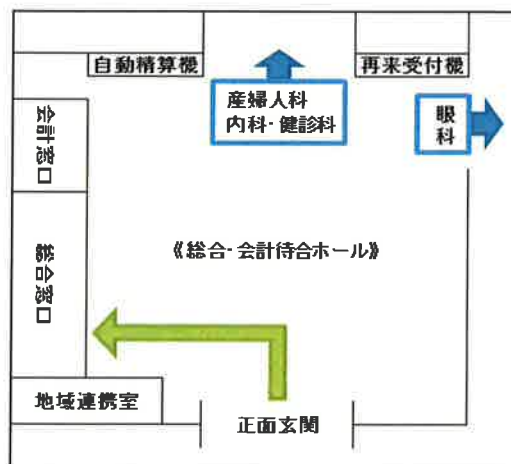 自動精算機
再来受付機
産婦人科
内科・健診科
眼科
会計窓口
《総合・会計待合ホール》
総合窓口
地域連携室
正面玄関